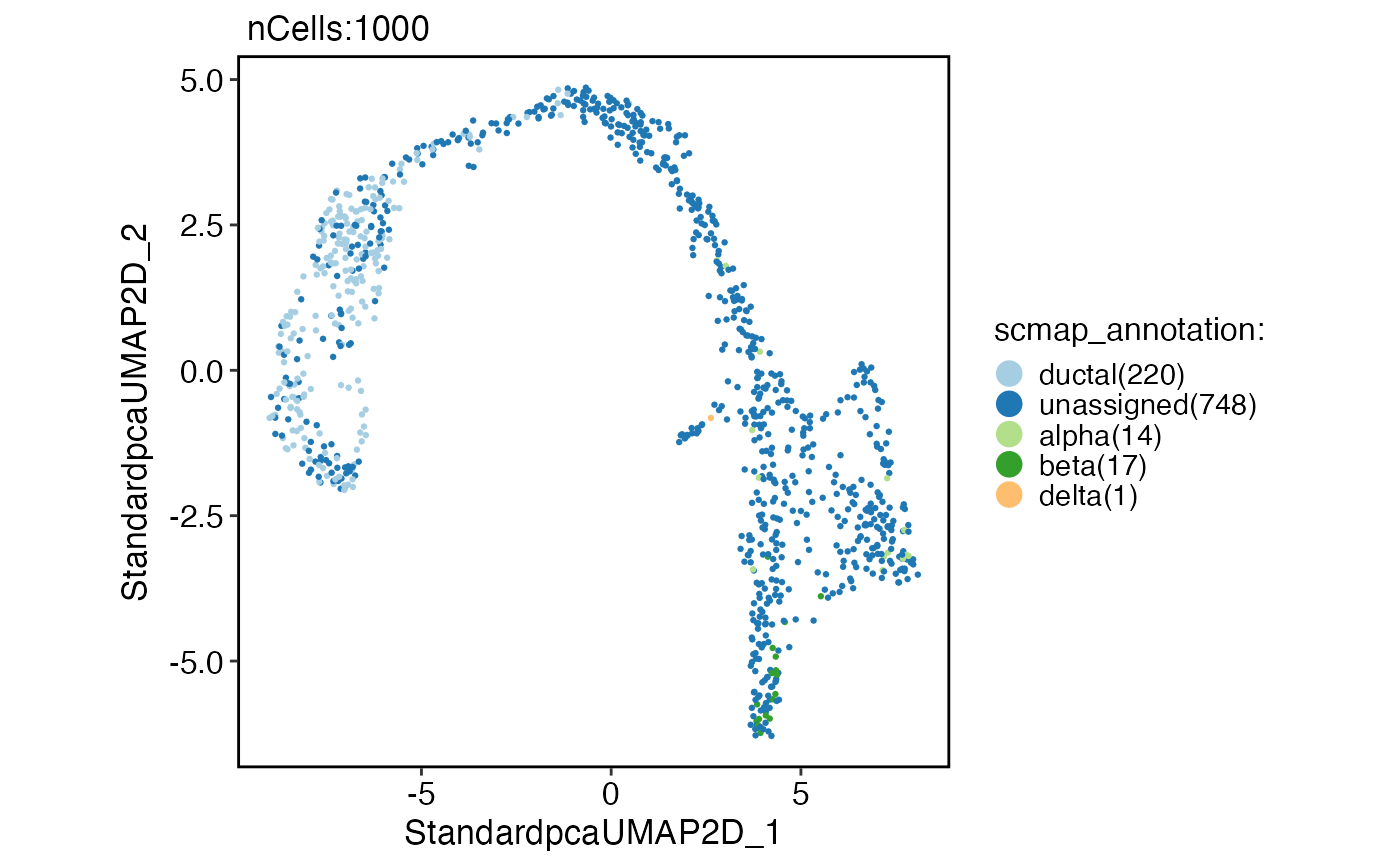 nCells:1000
5.0
2.5
0.0
-2.5
-5.0
StandardpcaUMAP2D_2
-5
0
5
StandardpcaUMAP2D_1
scmap_annotation:
ductal(220)
unassigned(748)
alpha(14)
beta(17)
delta(1)